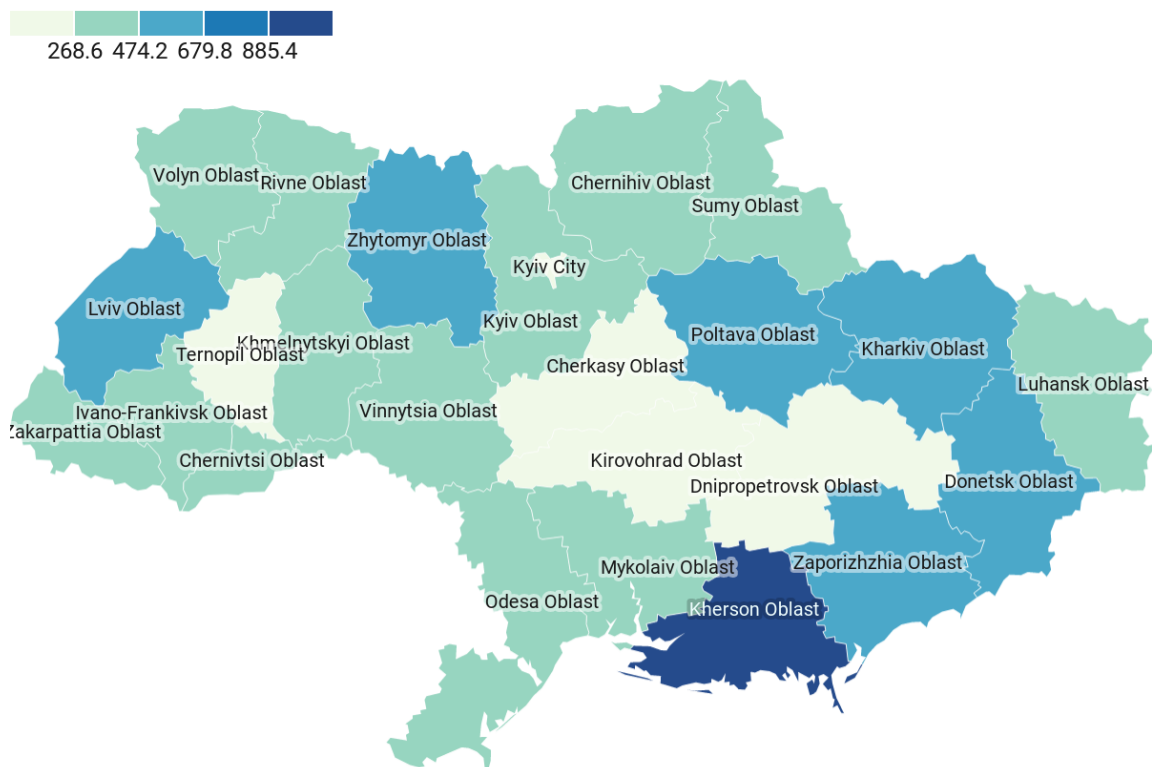 268.6 474.2 679.8 885.4
Volyn Oblast
Rivne Oblast
Chernihiv Oblast
Sumy Oblast
Zhytomyr Oblast
Kyiv City
Lviv Oblast
Kyiv Oblast
Poltava Oblast
Khmelnytskyi Oblast
Kharkiv Oblast
Ternopil Oblast
Cherkasy Oblast
Luhansk Oblast
Ivano-Frankivsk Oblast
Vinnytsia Oblast
Zakarpattia Oblast
Chernivtsi Oblast
Kirovohrad Oblast
Donetsk Oblast
Dnipropetrovsk Oblast
Zaporizhzhia Oblast
Mykolaiv Oblast
Odesa Oblast
Kherson Oblast